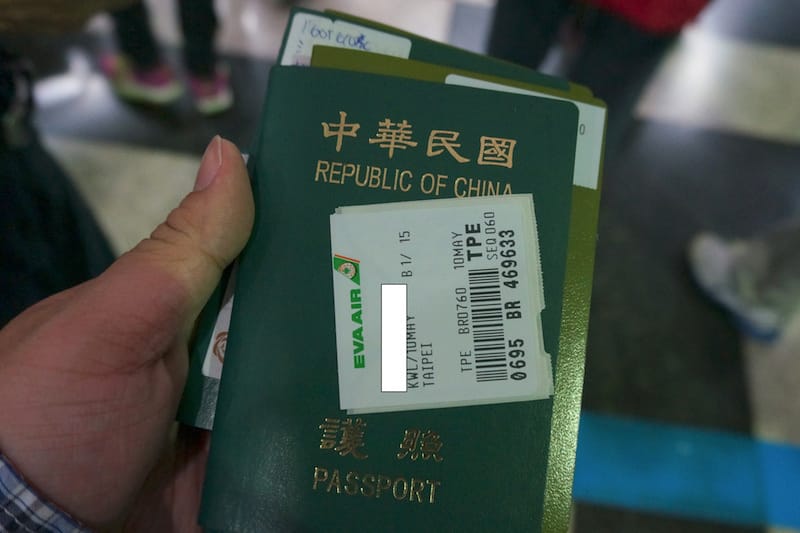 中華民國
REPUBLIC OF CHINA
EVA AIR
KWL/10MAY B1/ 15
TAIPEI
TPE BR0760 10MAY
TPE SEQ060
0695 BR 469633
護 照
PASSPORT